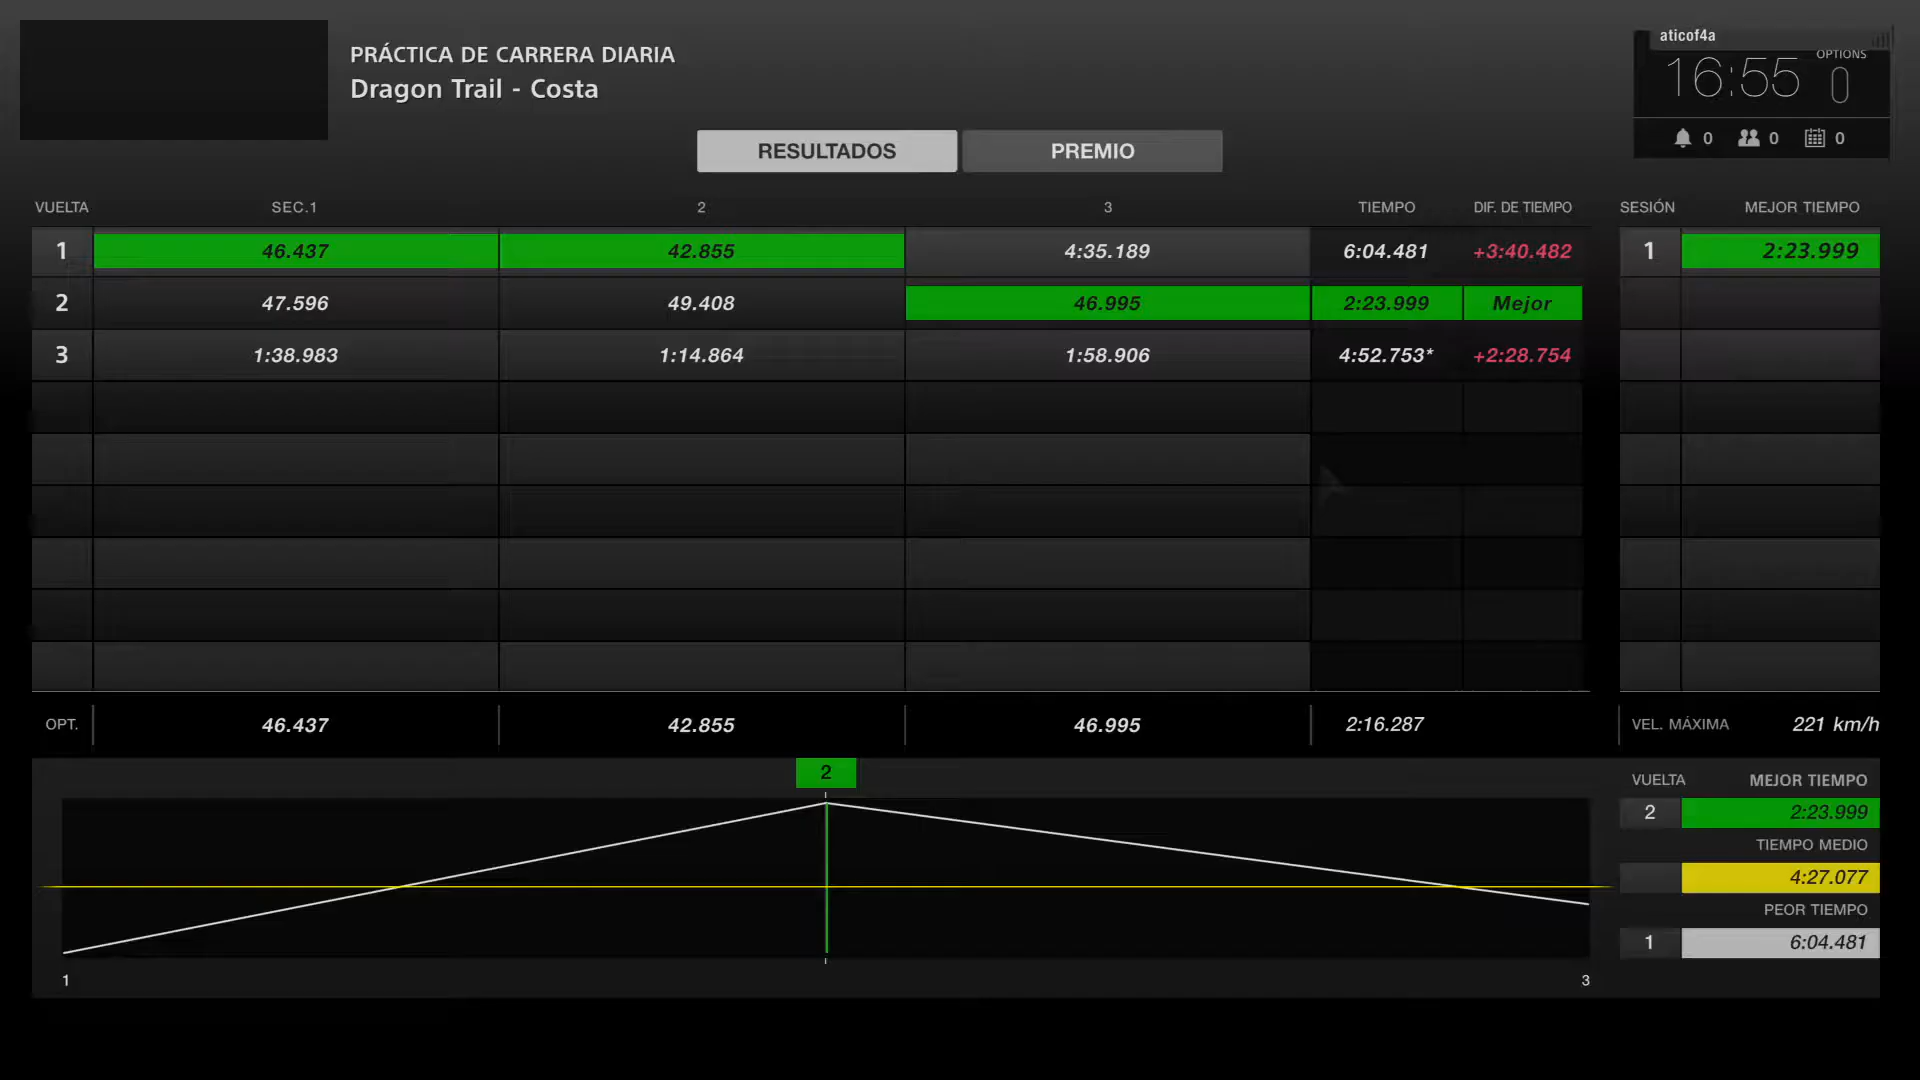 PRÁCTICA DE CARRERA DIARIA
Dragon Trail - Costa
aticof4a
OPTIONS
16:55
0 0 0
RESULTADOS PREMIO
VUELTA SEC.1 2 3 TIEMPO DIF. DE TIEMPO SESIÓN MEJOR TIEMPO
1 46.437 42.855 4:35.189 6:04.481 +3:40.482 1 2:23.999
2 47.596 49.408 46.995 2:23.999 Mejor
3 1:38.983 1:14.864 1:58.906 4:52.753* +2:28.754
OPT. 46.437 42.855 46.995 2:16.287 VEL. MÁXIMA 221 km/h
2
VUELTA MEJOR TIEMPO
2 2:23.999
TIEMPO MEDIO
4:27.077
PEOR TIEMPO
1 6:04.481
1 3